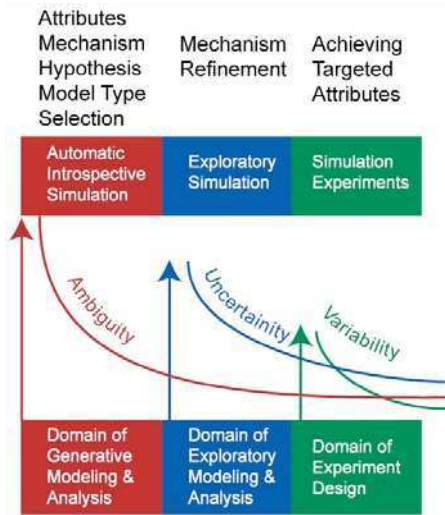 Attributes
Mechanism
Hypothesis
Model Type
Selection
Mechanism
Refinement
Achieving
Targeted
Attributes
Automatic
Introspective
Simulation
Exploratory
Simulation
Simulation
Experiments
Ambiguity
Uncertainity
Variability
Domain of
Generative
Modeling &
Analysis
Domain of
Exploratory
Modeling &
Analysis
Domain of
Experiment
Design